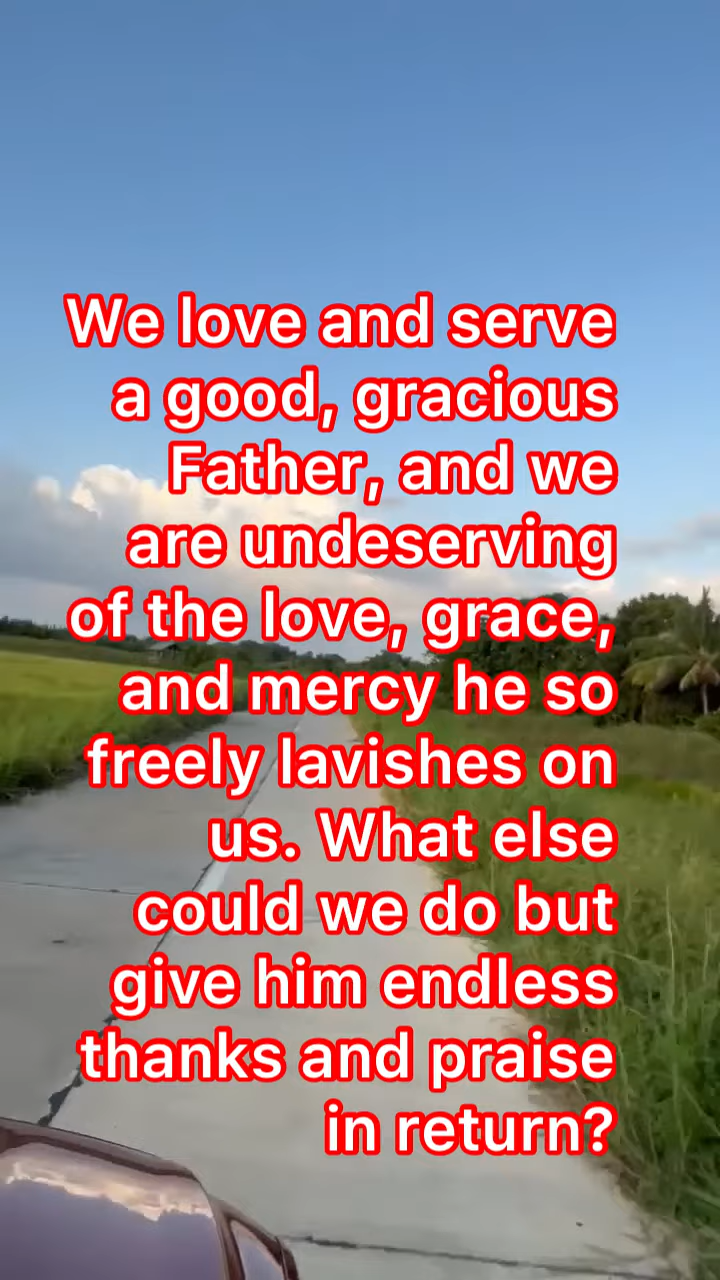 We love and serve
a good, gracious
Father, and we
are undeserving
of the love, grace,
and mercy he so
freely lavishes on
us. What else
could we do but
give him endless
thanks and praise
in return?